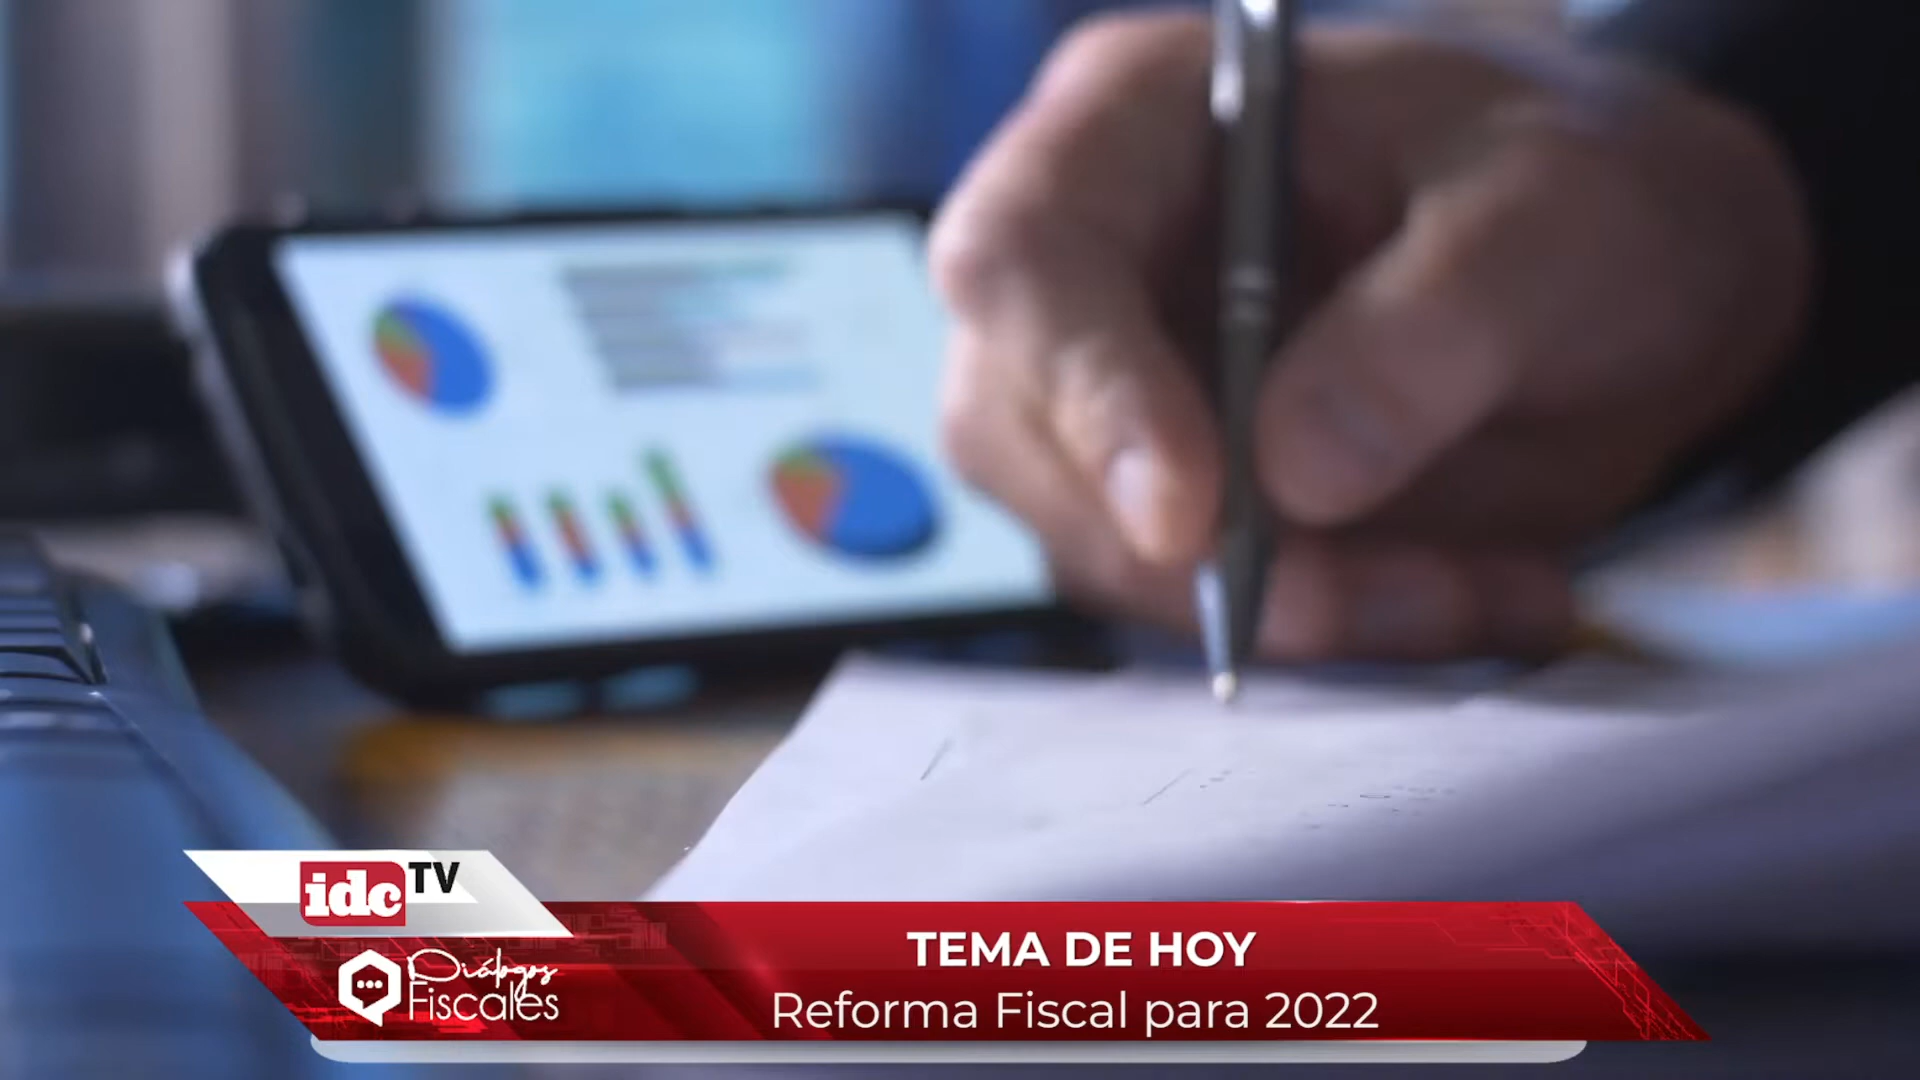 idc TV
Diálogos
Fiscales
TEMA DE HOY
Reforma Fiscal para 2022